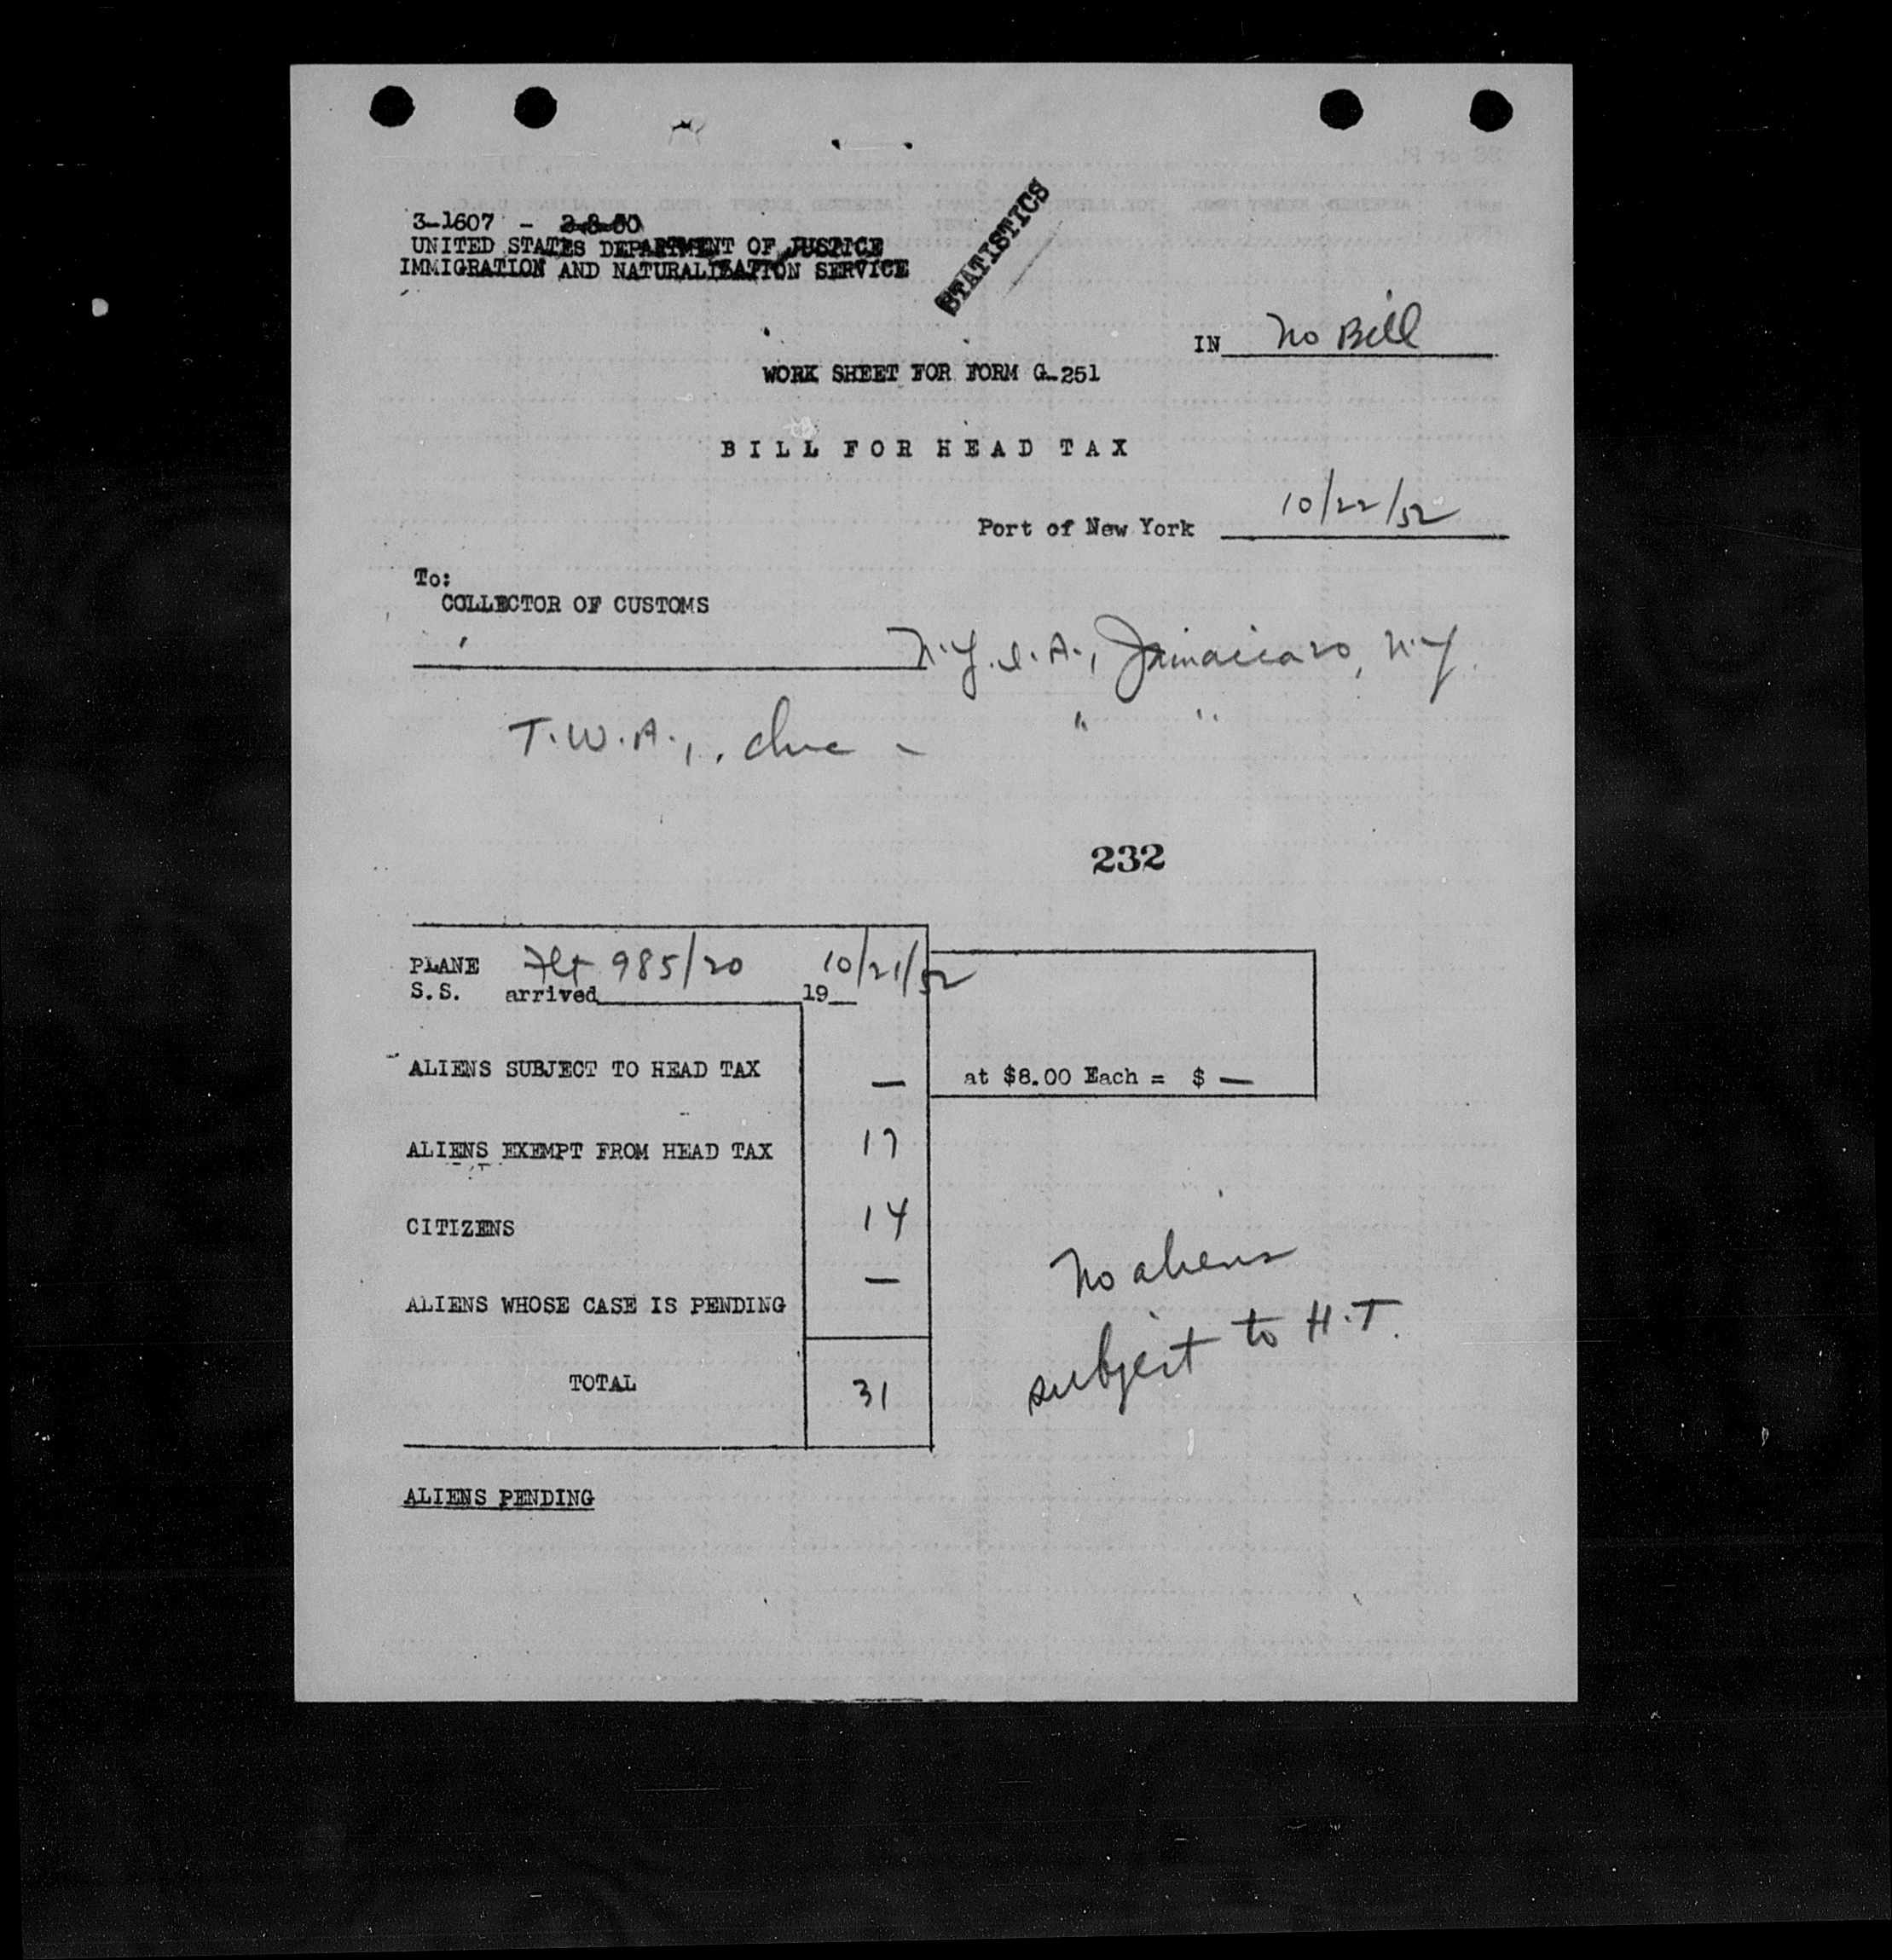 3-1607 -
UNITED STATES DEPARTMENT OF JUSTICE
IMMIGRATION AND NATURALIZATION SERVICE
STATISTICS
IN No Bill
WORK SHEET FOR FORM G-251
BILL FOR HEAD TAX
Port of New York 10/22/52
To:
COLLECTOR OF CUSTOMS
N.Y.I.A., Jamaica 20, N.Y.
T.W.A., Inc - " "
232
PLANE Flt 985/20 10/21/52
S.S. arrived 19
ALIENS SUBJECT TO HEAD TAX — at $8.00 Each = $ —
ALIENS EXEMPT FROM HEAD TAX 17
CITIZENS 14
ALIENS WHOSE CASE IS PENDING —
No aliens
subject to H.T.
TOTAL 31
ALIENS PENDING